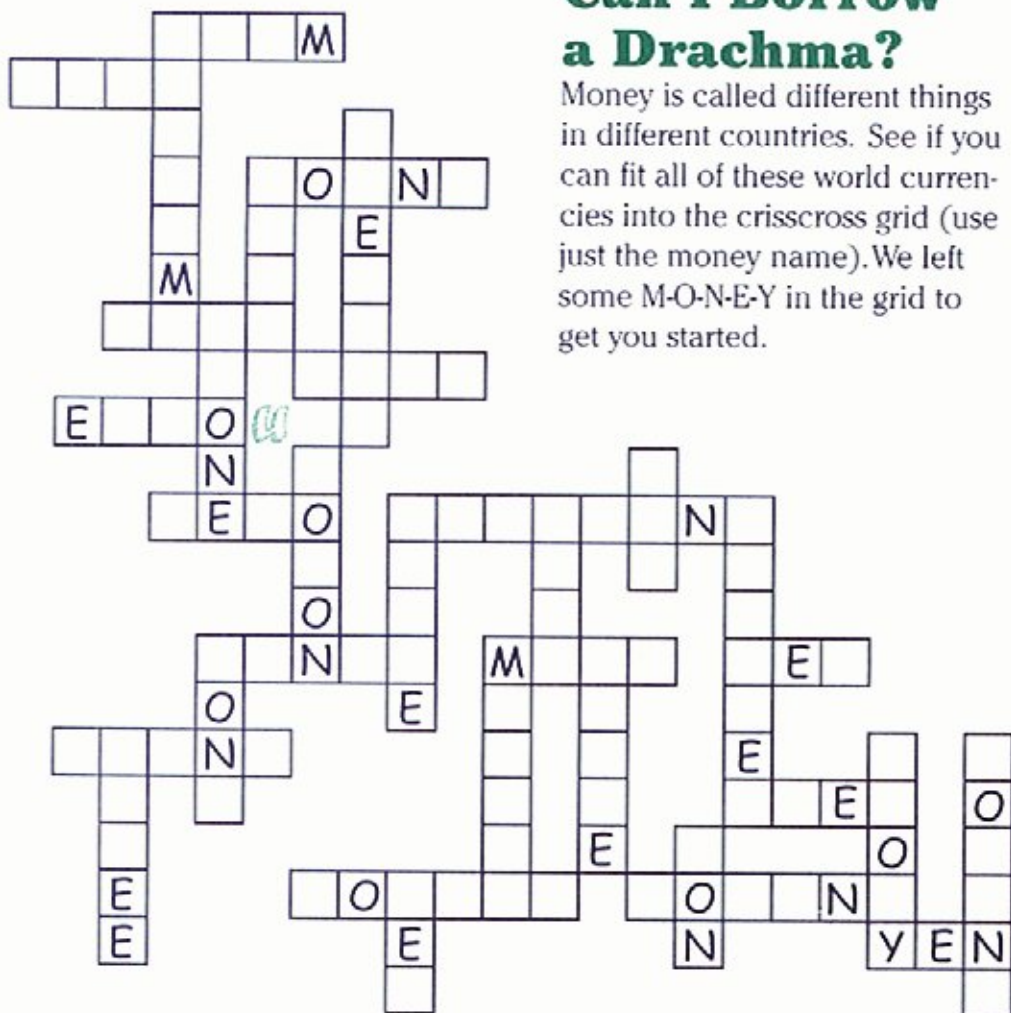 Can I Borrow
a Drachma?
Money is called different things
in different countries. See if you
can fit all of these world curren-
cies into the crisscross grid (use
just the money name). We left
some M-O-N-E-Y in the grid to
get you started.
M
O N
E
M
E O
N
E O N
O
N M E
O E
N E
E O
E O
E O O N
E E N Y E N